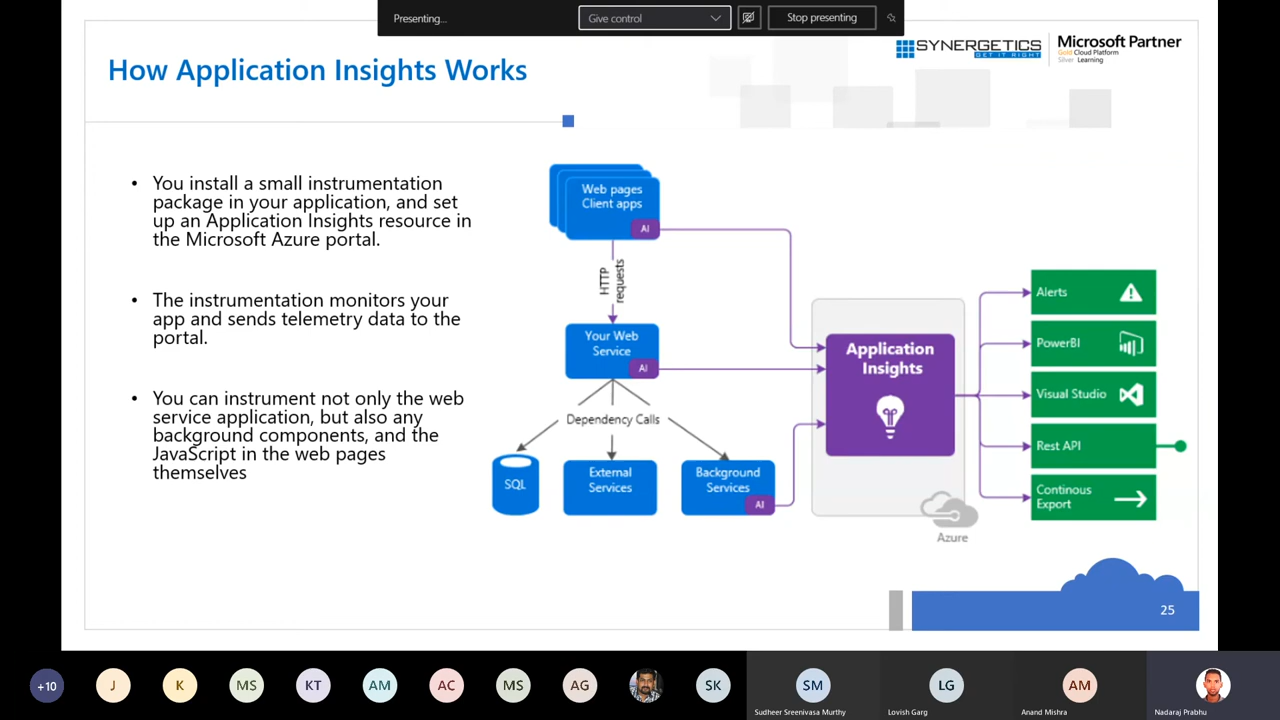 Presenting...
Give control
Stop presenting
SYNERGETICS
GET IT RIGHT
Microsoft Partner
Gold Cloud Platform
Silver Learning
How Application Insights Works
• You install a small instrumentation
package in your application, and set
up an Application Insights resource in
the Microsoft Azure portal.
• The instrumentation monitors your
app and sends telemetry data to the
portal.
• You can instrument not only the web
service application, but also any
background components, and the
JavaScript in the web pages
themselves
Web pages
Client apps
AI
HTTP
requests
Your Web
Service
AI
Dependency Calls
SQL
External
Services
Background
Services
AI
Application
Insights
Azure
Alerts
PowerBI
Visual Studio
Rest API
Continous
Export
25
+10
J
K
MS
KT
AM
AC
MS
AG
SK
SM
Sudheer Sreenivasa Murthy
LG
Lovish Garg
AM
Anand Mishra
Nadaraj Prabhu